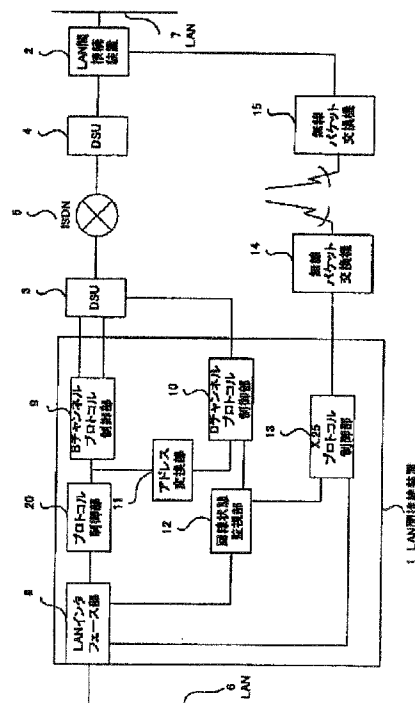 6
LAN
1 LAN間接続装置
8
LANインタ
フェース部
20
プロトコル
制御部
9
Bチャンネル
プロトコル
制御部
11
アドレス
変換部
10
Dチャンネル
プロトコル
制御部
12
回線状態
監視部
13
X.25
プロトコル
制御部
3
DSU
5
ISDN
4
DSU
2
LAN間
接続
装置
7
LAN
14
無線
パケット
交換機
15
無線
パケット
交換機